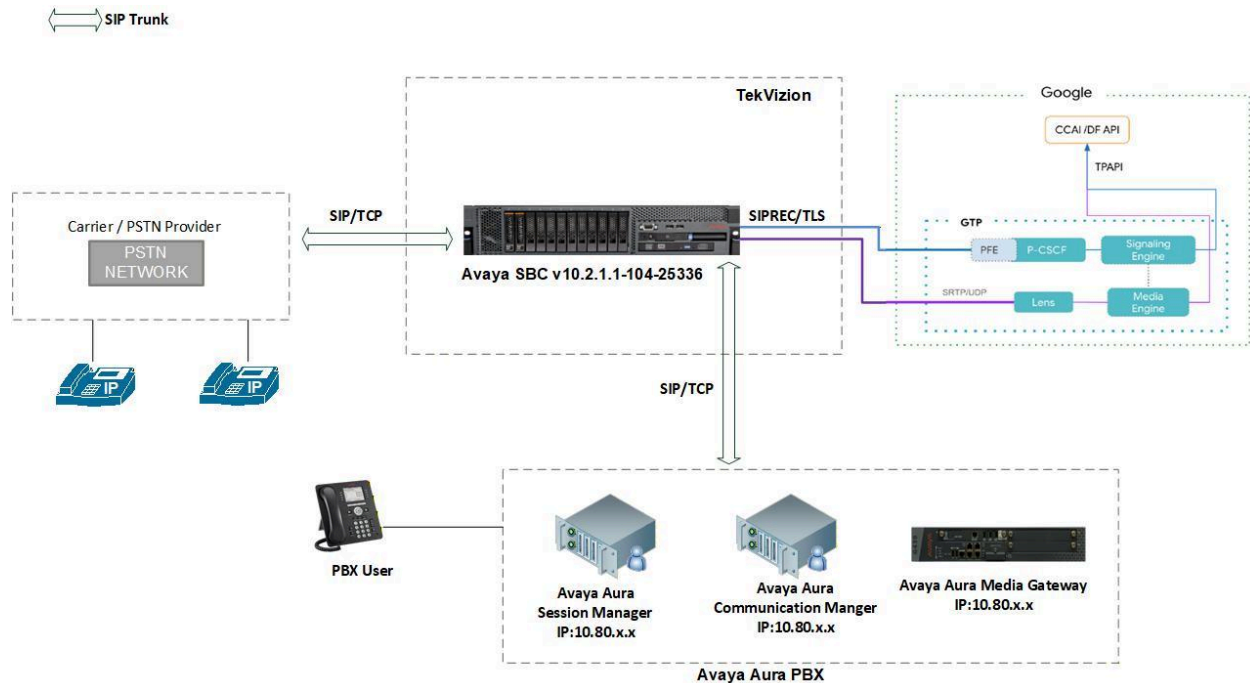 SIP Trunk
TekVizion
Google
CCAI /DF API
TPAPI
Carrier / PSTN Provider
PSTN
NETWORK
SIP/TCP
SIPREC/TLS
GTP
PFE
P-CSCF
Signaling
Engine
Avaya SBC v10.2.1.1-104-25336
SRTP/UDP
Lens
Media
Engine
IP
IP
SIP/TCP
PBX User
Avaya Aura
Session Manager
IP:10.80.x.x
Avaya Aura
Communication Manger
IP:10.80.x.x
Avaya Aura Media Gateway
IP:10.80.x.x
Avaya Aura PBX